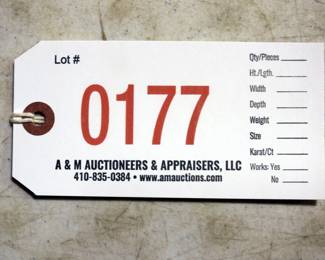 Lot #
0177
A & M AUCTIONEERS & APPRAISERS, LLC
410-835-0384 • www.amauctions.com
Qty/Pieces
Ht./Lgth.
Width
Depth
Weight
Size
Karat/Ct
Works: Yes
No